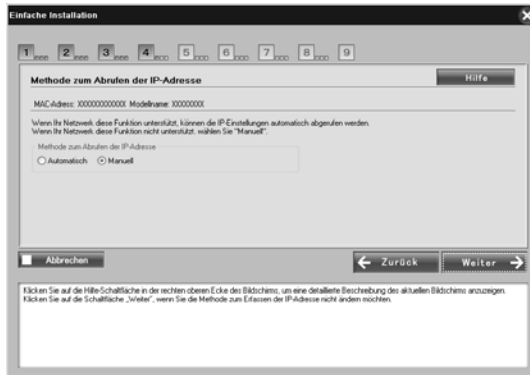 Einfache Installation
1 2 3 4 5 6 7 8 9
Methode zum Abrufen der IP-Adresse
Hilfe
MAC-Adress: XXXXXXXXXXXX Modellname: XXXXXXXX
Wenn Ihr Netzwerk diese Funktion unterstützt, können die IP-Einstellungen automatisch abgerufen werden.
Wenn Ihr Netzwerk diese Funktion nicht unterstützt, wählen Sie "Manuell".
Methode zum Abrufen der IP-Adresse
Automatisch Manuell
Abbrechen
Zurück
Weiter
Klicken Sie auf die Hilfe-Schaltfläche in der rechten oberen Ecke des Bildschirms, um eine detaillierte Beschreibung des aktuellen Bildschirms anzuzeigen.
Klicken Sie auf die Schaltfläche „Weiter", wenn Sie die Methode zum Erfassen der IP-Adresse nicht ändern möchten.